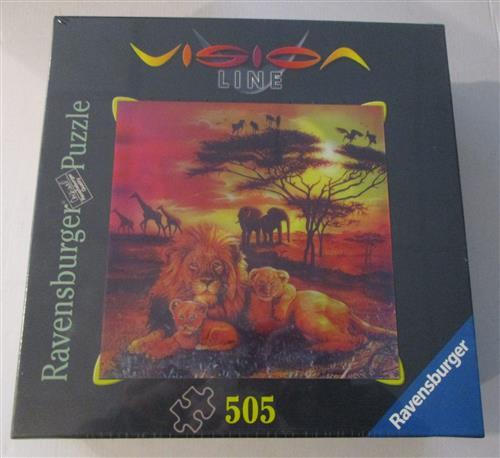 VISION
LINE
Ravensburger® Puzzle
505
Ravensburger